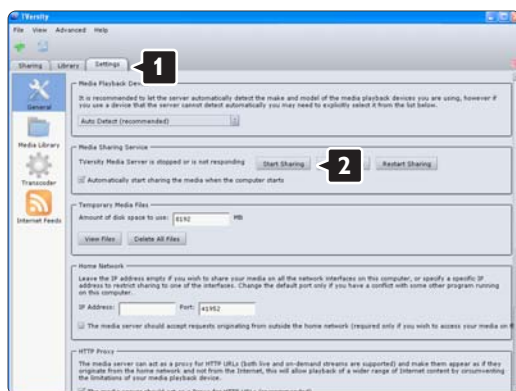 TVersity
File View Advanced Help
Sharing Library Settings
1
General
Media Library
Transcoder
Internet Feeds
Media Playback Dev
It is recommended to let the server automatically detect the make and model of the media playback devices you are using, however if
you use a device that the server cannot detect automatically you may need to explicitly select it from the list below.
Auto Detect (recommended)
Media Sharing Service
TVersity Media Server is stopped or is not responding Start Sharing Restart Sharing
2
Automatically start sharing the media when the computer starts
Temporary Media Files
Amount of disk space to use: 8192 MB
View Files Delete All Files
Home Network
Leave the IP address empty if you wish to share your media on all the network interfaces on this computer, or specify a specific IP
address to restrict sharing to one of the interfaces. Change the default port only if you have a conflict with some other program running
on this computer.
IP Address: Port: 41952
The media server should accept requests originating from outside the home network (required only if you wish to access your media on
HTTP Proxy
The media server can act as a proxy for HTTP URLs (both live and on-demand streams are supported) and make them appear as if they
originate from the home network and not from the Internet, this will allow playback of a wider range of Internet content by circumventing
the limitations of your media playback device.